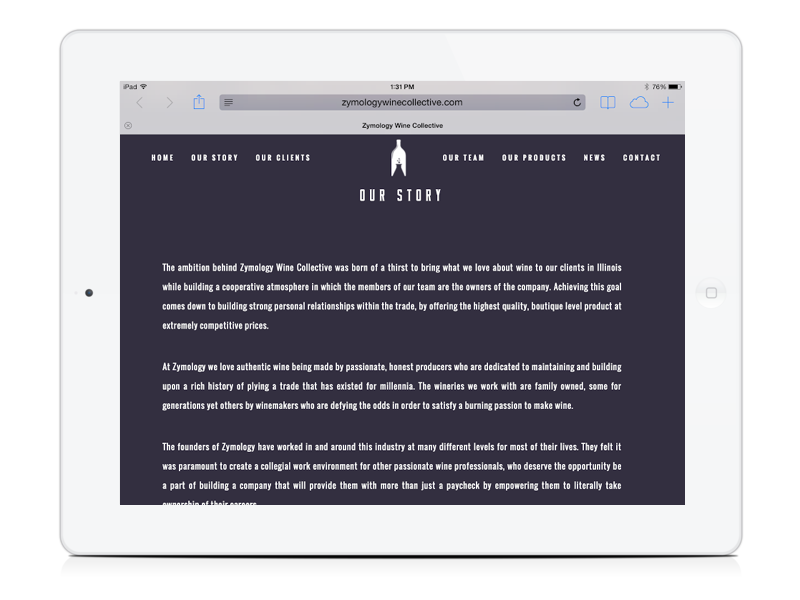 iPad 1:31 PM 76%
zymologywinecollective.com
Zymology Wine Collective
HOME OUR STORY OUR CLIENTS OUR TEAM OUR PRODUCTS NEWS CONTACT
OUR STORY
The ambition behind Zymology Wine Collective was born of a thirst to bring what we love about wine to our clients in Illinois
while building a cooperative atmosphere in which the members of our team are the owners of the company. Achieving this goal
comes down to building strong personal relationships within the trade, by offering the highest quality, boutique level product at
extremely competitive prices.
At Zymology we love authentic wine being made by passionate, honest producers who are dedicated to maintaining and building
upon a rich history of plying a trade that has existed for millennia. The wineries we work with are family owned, some for
generations yet others by winemakers who are defying the odds in order to satisfy a burning passion to make wine.
The founders of Zymology have worked in and around this industry at many different levels for most of their lives. They felt it
was paramount to create a collegial work environment for other passionate wine professionals, who deserve the opportunity be
a part of building a company that will provide them with more than just a paycheck by empowering them to literally take
ownership of their careers.